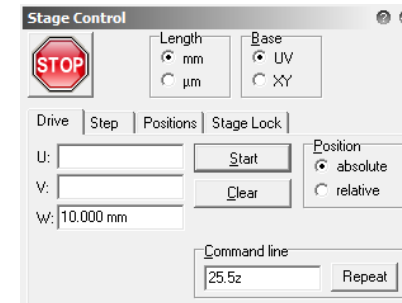 Stage Control
STOP
Length
mm
µm
Base
UV
XY
Drive Step Positions Stage Lock
U:
V:
W: 10.000 mm
Start
Clear
Position
absolute
relative
Command line
25.5z
Repeat